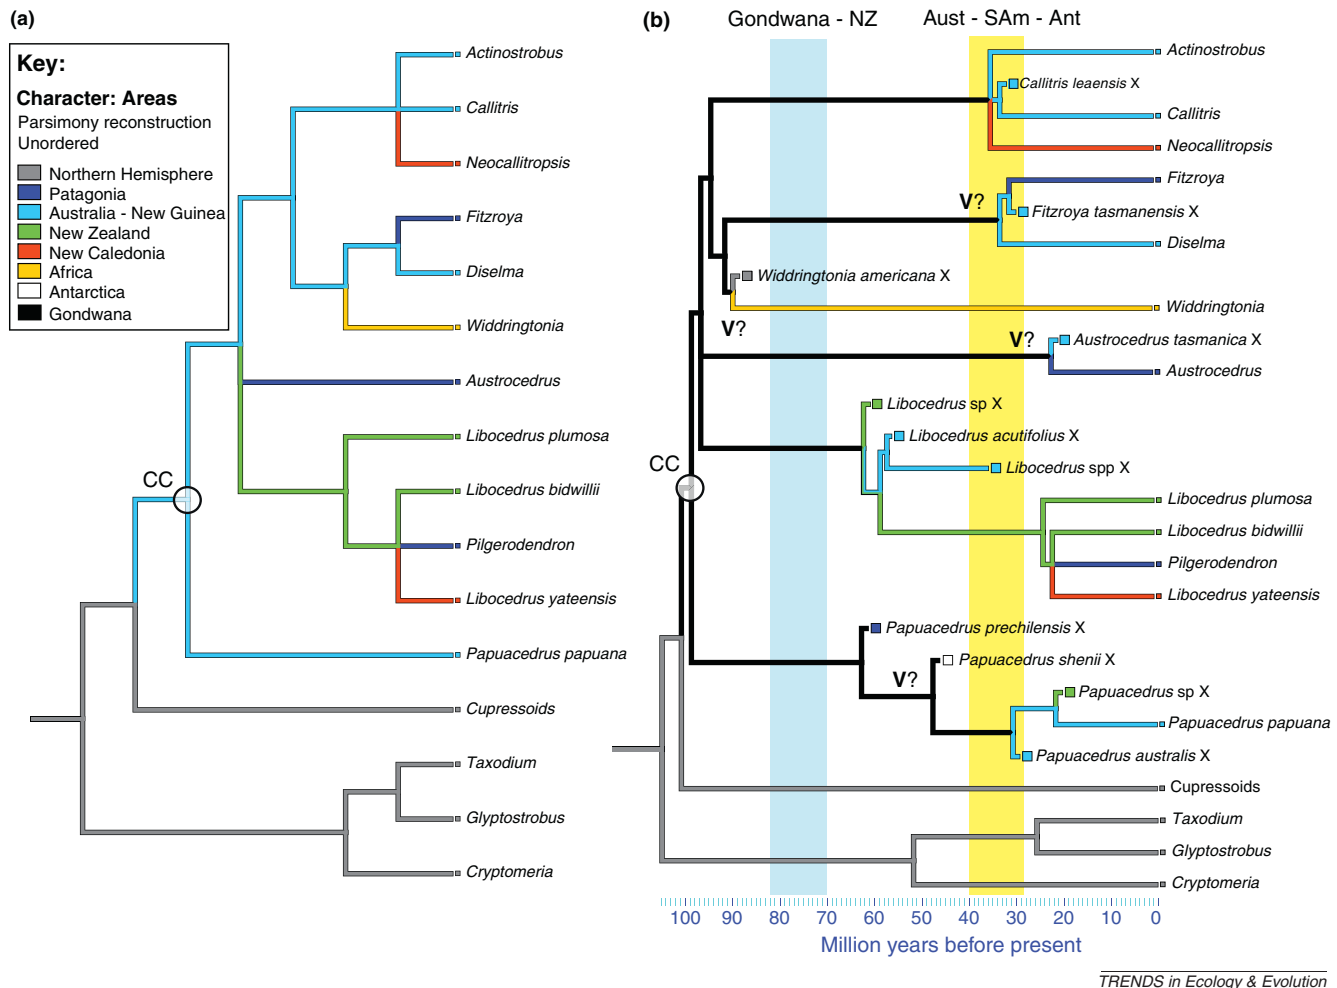 (a)
Key:
Character: Areas
Parsimony reconstruction
Unordered
Northern Hemisphere
Patagonia
Australia - New Guinea
New Zealand
New Caledonia
Africa
Antarctica
Gondwana
Actinostrobus
Callitris
Neocallitropsis
Fitzroya
Diselma
Widdringtonia
Austrocedrus
Libocedrus plumosa
CC
Libocedrus bidwillii
Pilgerodendron
Libocedrus yateensis
Papuacedrus papuana
Cupressoids
Taxodium
Glyptostrobus
Cryptomeria
(b)
Gondwana - NZ
Aust - SAm - Ant
Actinostrobus
Callitris leaensis X
Callitris
Neocallitropsis
Fitzroya
V?
Fitzroya tasmanensis X
Diselma
Widdringtonia americana X
Widdringtonia
V?
V?
Austrocedrus tasmanica X
Austrocedrus
Libocedrus sp X
Libocedrus acutifolius X
CC
Libocedrus spp X
Libocedrus plumosa
Libocedrus bidwillii
Pilgerodendron
Libocedrus yateensis
Papuacedrus prechilensis X
Papuacedrus shenii X
V?
Papuacedrus sp X
Papuacedrus papuana
Papuacedrus australis X
Cupressoids
Taxodium
Glyptostrobus
Cryptomeria
100 90 80 70 60 50 40 30 20 10 0
Million years before present
TRENDS in Ecology & Evolution